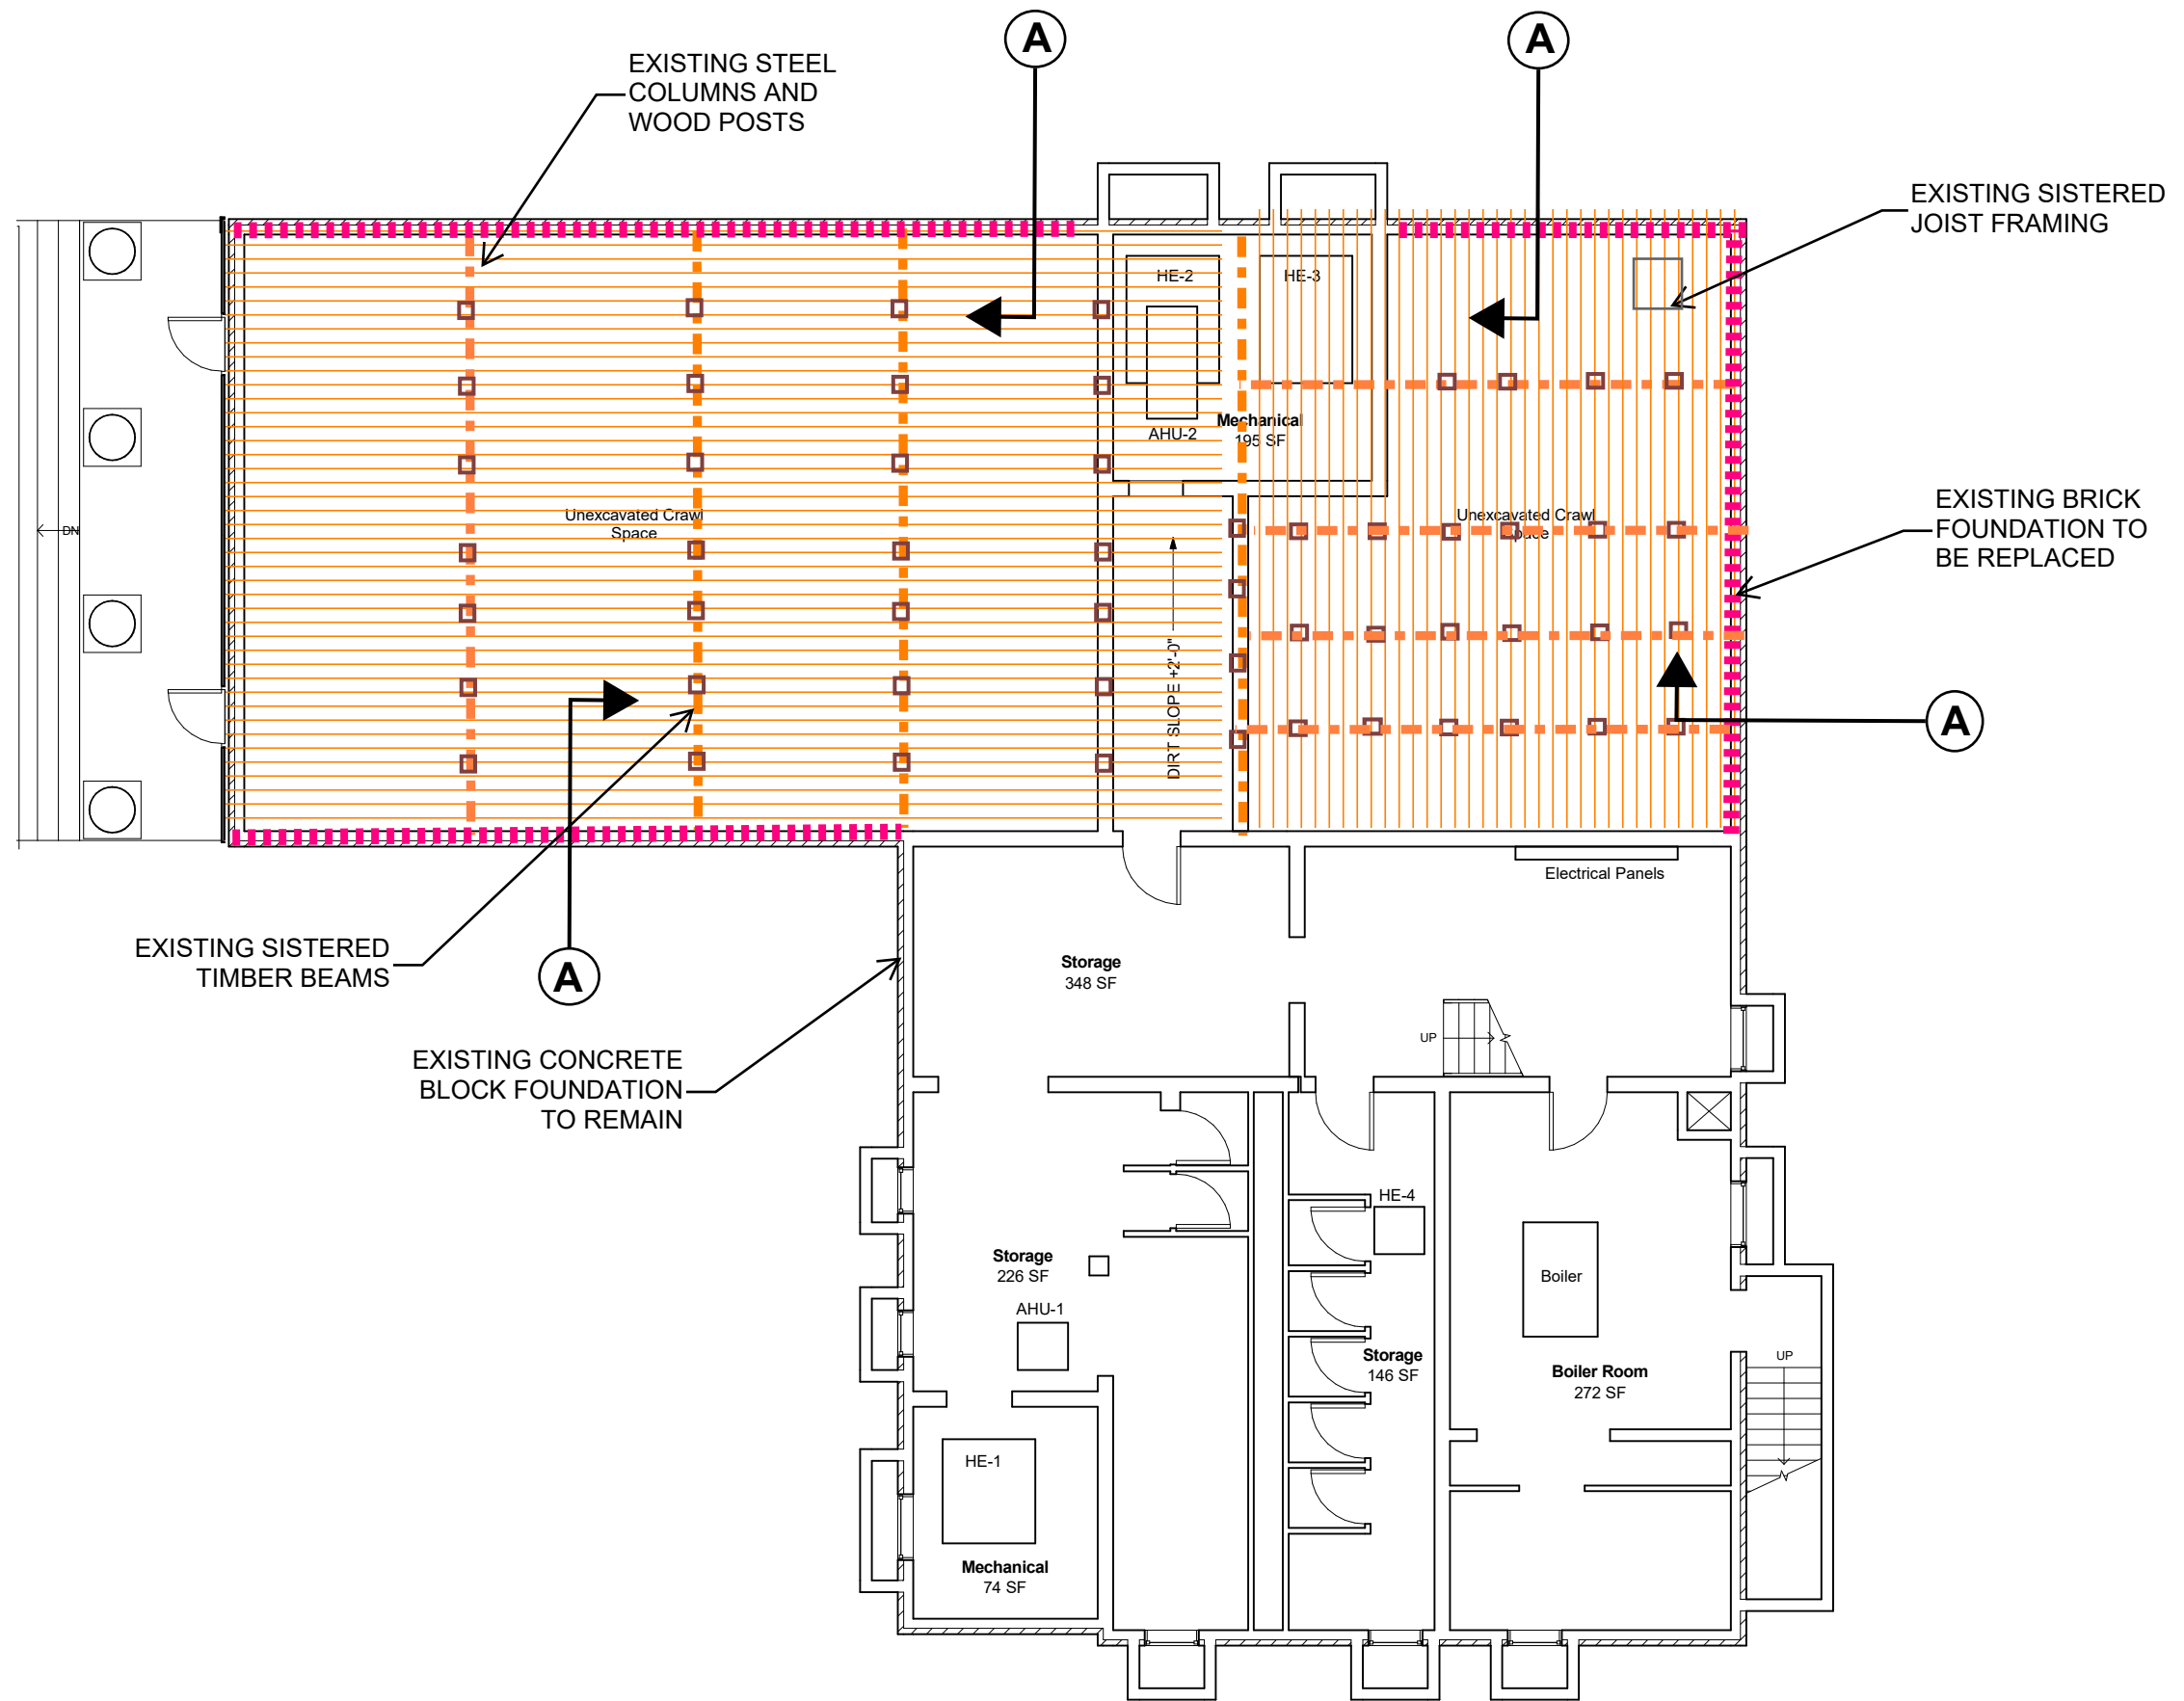 A
A
EXISTING STEEL
COLUMNS AND
WOOD POSTS
EXISTING SISTERED
JOIST FRAMING
HE-2
HE-3
Mechanical
195 SF
AHU-2
EXISTING BRICK
FOUNDATION TO
BE REPLACED
Unexcavated Crawl
Space
Unexcavated Crawl
Space
DN
DIRT SLOPE +2'-0"
A
Electrical Panels
EXISTING SISTERED
TIMBER BEAMS
A
Storage
348 SF
UP
EXISTING CONCRETE
BLOCK FOUNDATION
TO REMAIN
HE-4
Storage
226 SF
Boiler
AHU-1
Storage
146 SF
Boiler Room
272 SF
UP
HE-1
Mechanical
74 SF